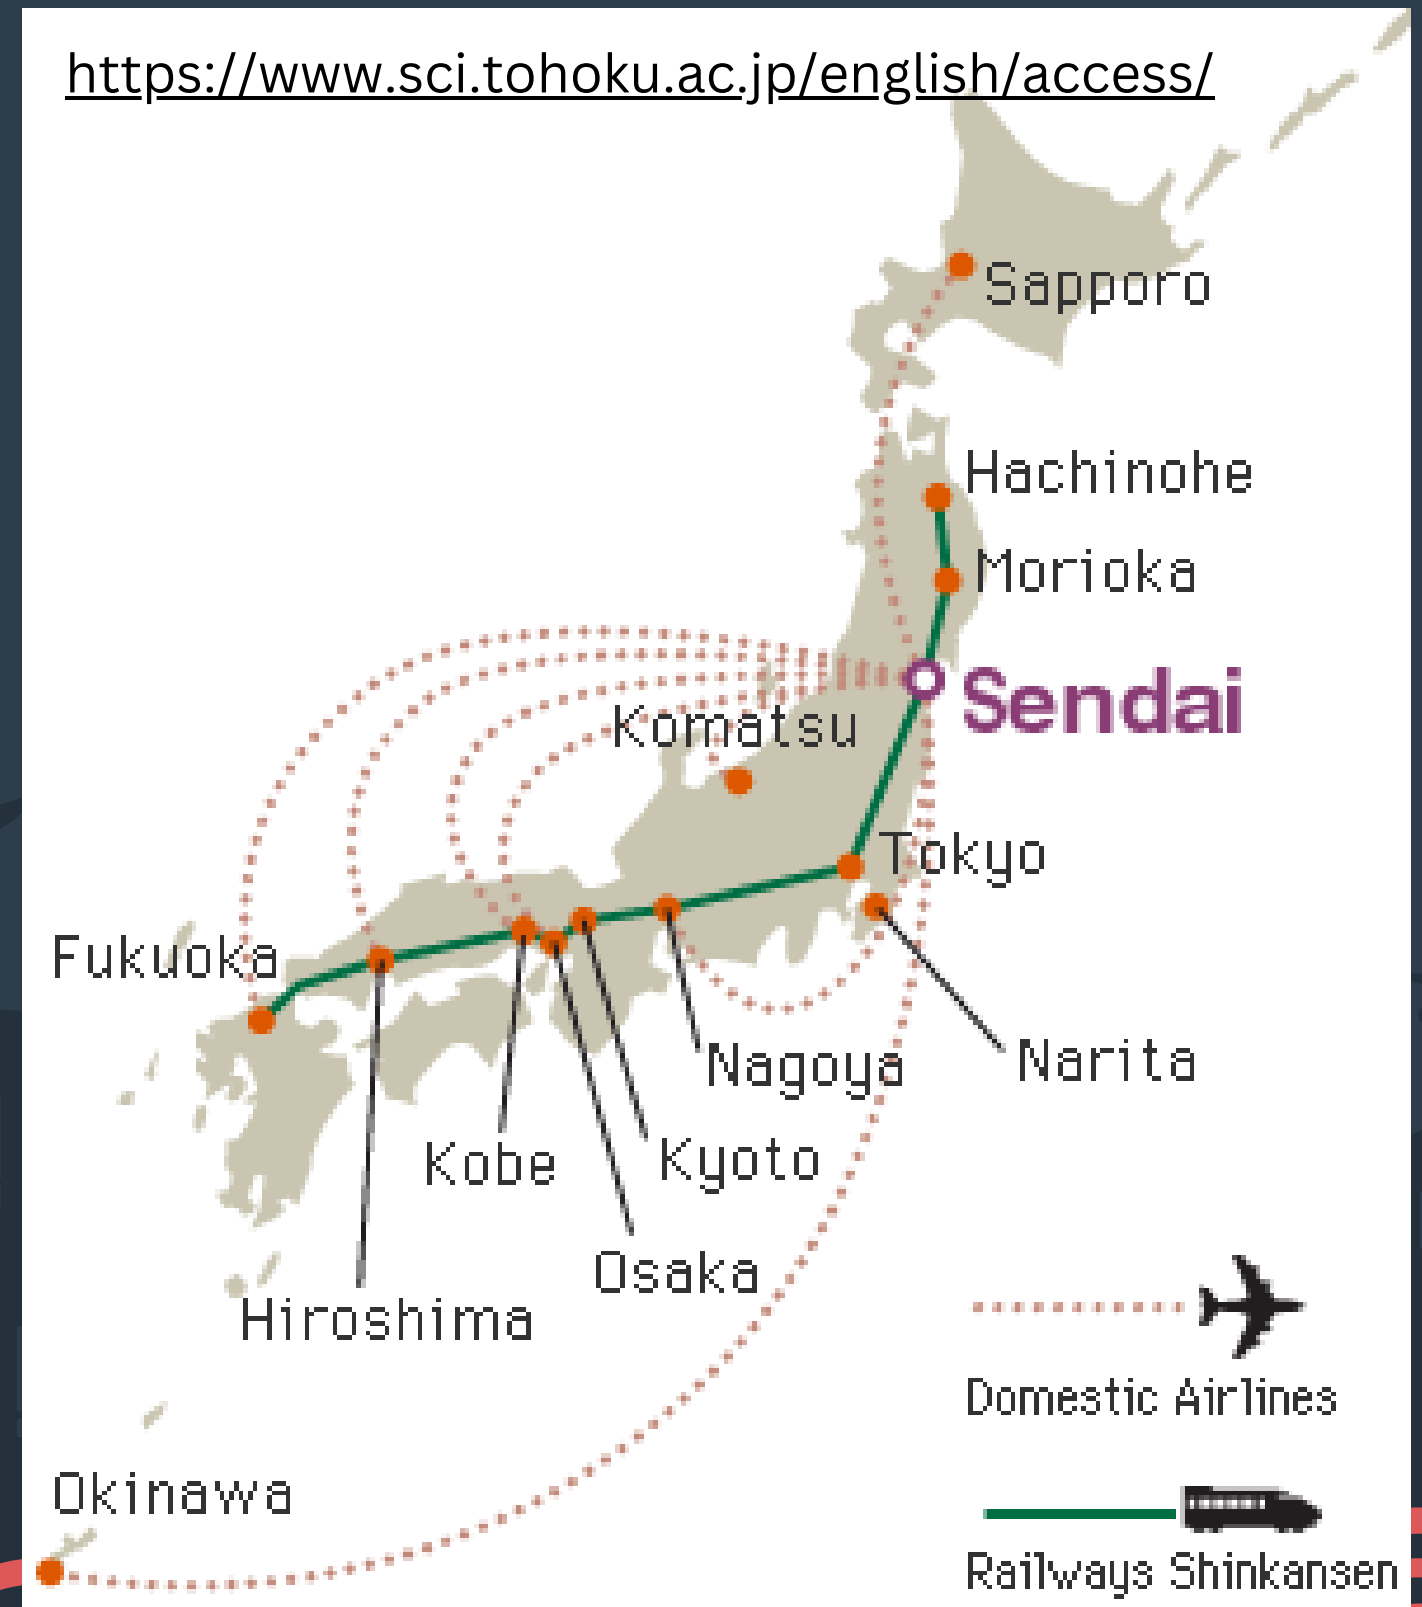 https://www.sci.tohoku.ac.jp/english/access/
Sapporo
Hachinohe
Morioka
Sendai
Komatsu
Tokyo
Fukuoka
Nagoya
Narita
Kobe
Kyoto
Osaka
Hiroshima
Domestic Airlines
Okinawa
Railways Shinkansen